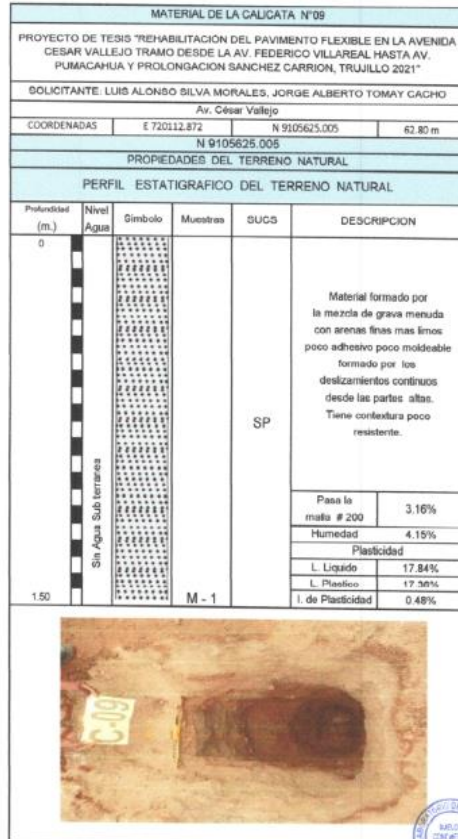 MATERIAL DE LA CALICATA N°09
PROYECTO DE TESIS "REHABILITACIÓN DEL PAVIMENTO FLEXIBLE EN LA AVENIDA
CESAR VALLEJO TRAMO DESDE LA AV. FEDERICO VILLAREAL HASTA AV.
PUMACAHUA Y PROLONGACION SANCHEZ CARRION, TRUJILLO 2021"
SOLICITANTE: LUIS ALONSO SILVA MORALES, JORGE ALBERTO TOMAY CACHO
Av. César Vallejo
COORDENADAS E 720112.872 N 9105625.005 62.80 m
N 9105625.005
PROPIEDADES DEL TERRENO NATURAL
PERFIL ESTATIGRAFICO DEL TERRENO NATURAL
Profundidad (m.) Nivel Agua Simbolo Muestras SUCS DESCRIPCION
0
Material formado por
la mezcla de grava menuda
con arenas finas mas limos
poco adhesivo poco moldeable
formado por los
deslizamientos continuos
desde las partes altas.
Tiene contextura poco
resistente.
SP
Sin Agua Subterranea
Pasa la malla # 200 3.16%
Humedad 4.15%
Plasticidad
L. Liquido 17.84%
L. Plastico 17.36%
1.50 M - 1 I. de Plasticidad 0.48%
C-09